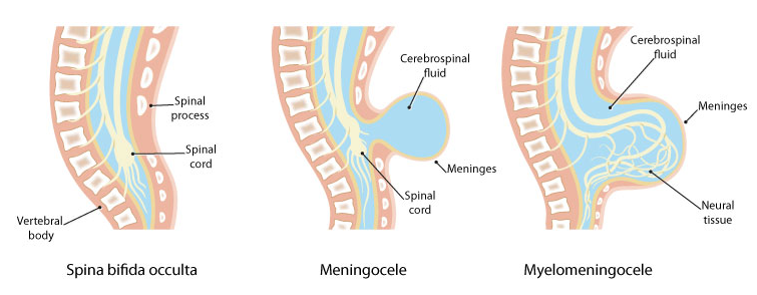 Spinal
process
Spinal
cord
Vertebral
body
Spina bifida occulta
Cerebrospinal
fluid
Meninges
Spinal
cord
Meningocele
Cerebrospinal
fluid
Meninges
Neural
tissue
Myelomeningocele